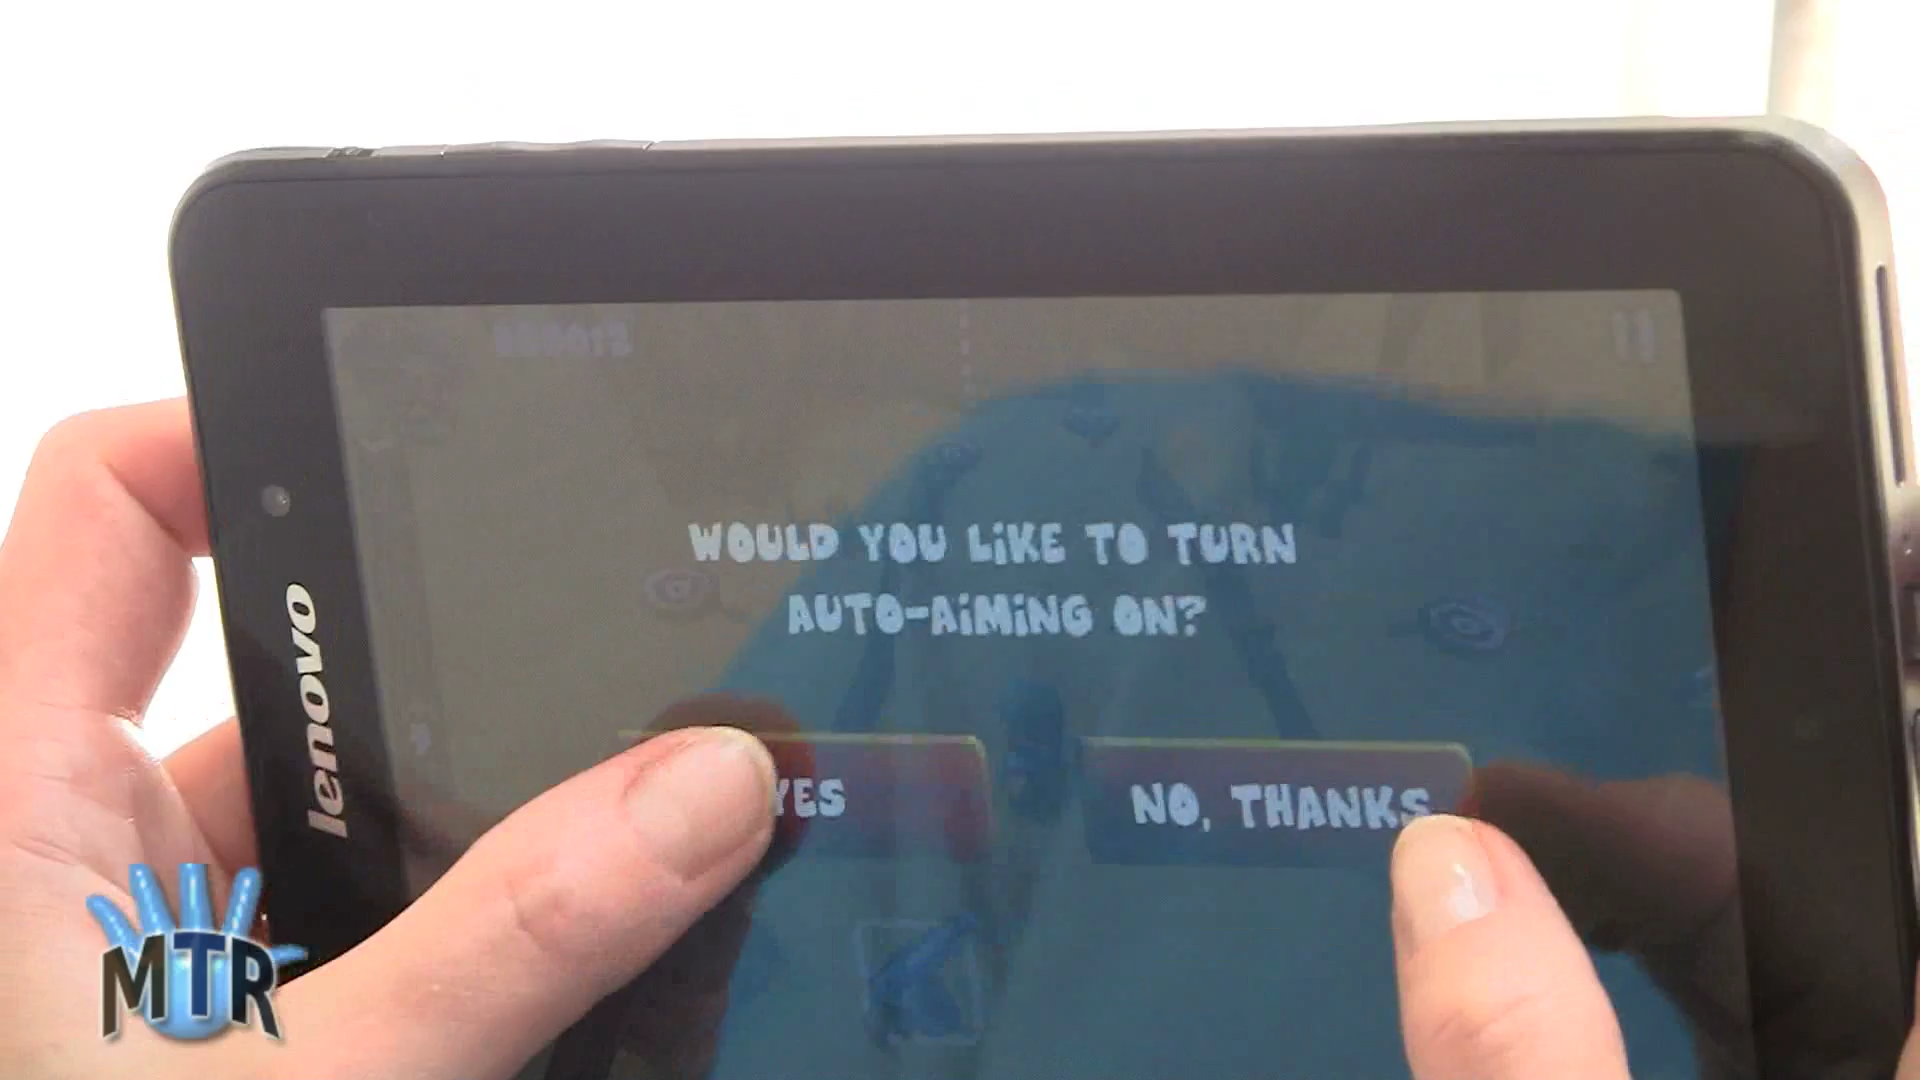 WOULD YOU LiKE TO TURN
AUTO-AiMiNG ON?
YES
NO, THANKS
lenovo
MTR